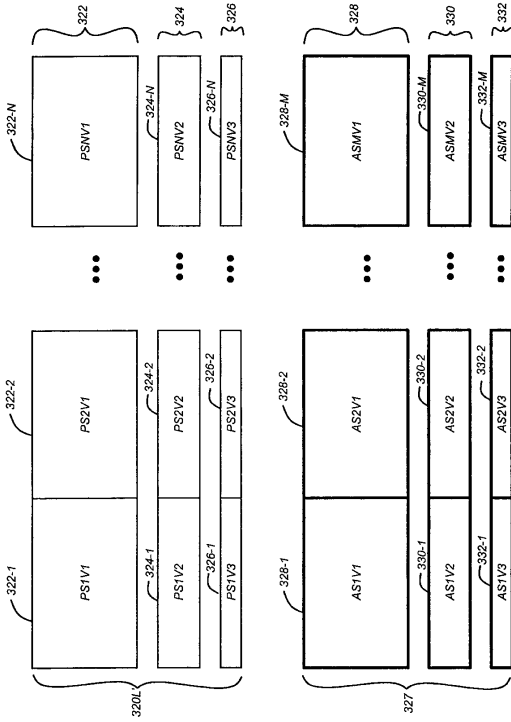 322-1
322-2
322-N
PS1V1
PS2V1
•••
PSNV1
322
324-1
324-2
324-N
PS1V2
PS2V2
•••
PSNV2
324
326-1
326-2
326-N
PS1V3
PS2V3
•••
PSNV3
326
320L'
328-1
328-2
328-M
AS1V1
AS2V1
•••
ASMV1
328
330-1
330-2
330-M
AS1V2
AS2V2
•••
ASMV2
330
332-1
332-2
332-M
AS1V3
AS2V3
•••
ASMV3
332
327